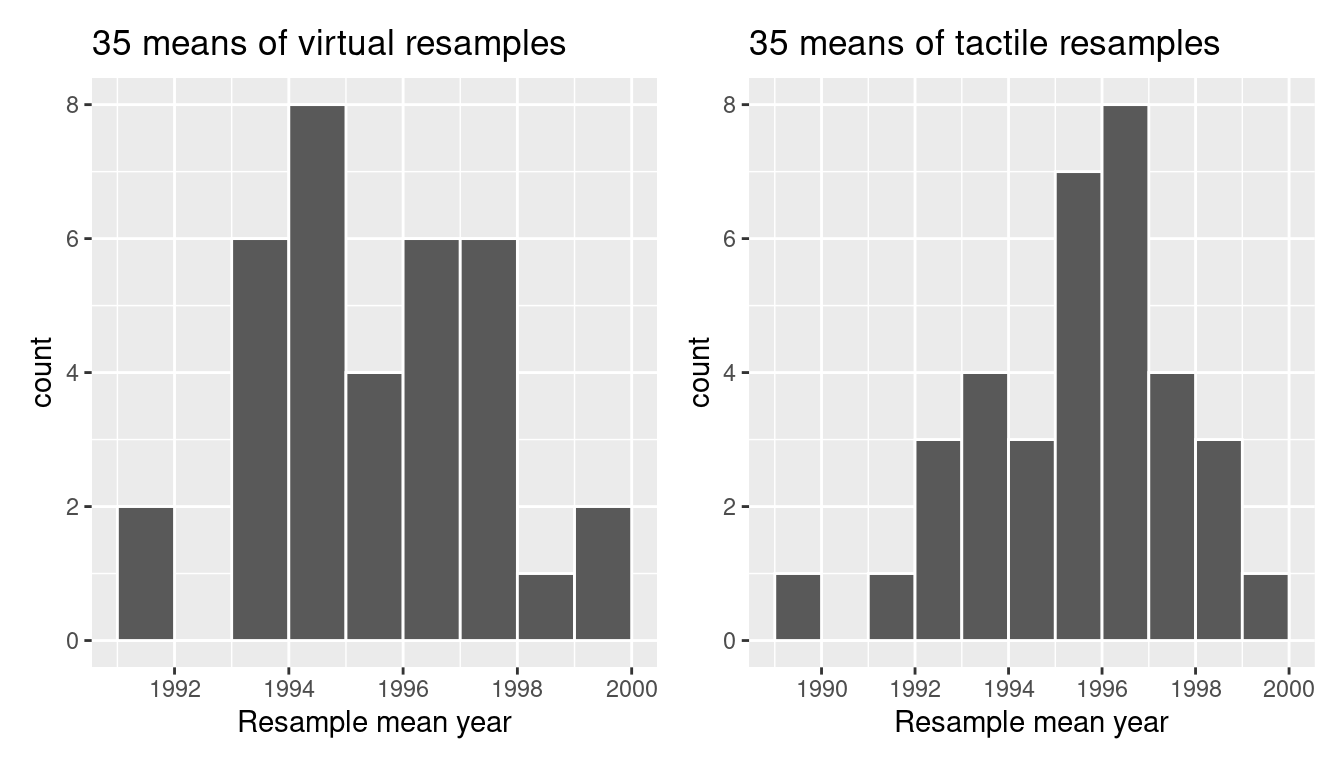 35 means of virtual resamples
count
8
6
4
2
0
1992 1994 1996 1998 2000
Resample mean year
35 means of tactile resamples
count
8
6
4
2
0
1990 1992 1994 1996 1998 2000
Resample mean year